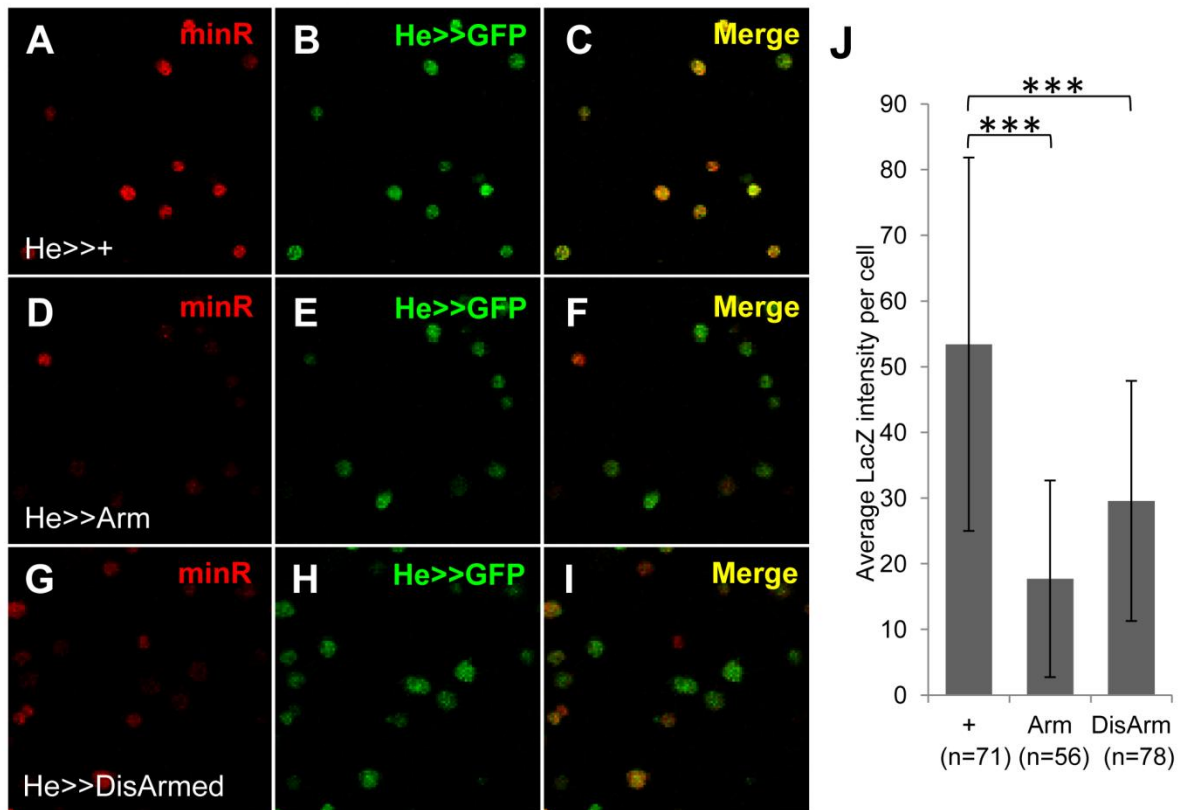 A minR
B He>>GFP
C Merge
He>>+
D minR
E He>>GFP
F Merge
He>>Arm
G minR
H He>>GFP
I Merge
He>>DisArmed
J
***
***
Average LacZ intensity per cell
90
80
70
60
50
40
30
20
10
0
+ Arm DisArm
(n=71) (n=56) (n=78)